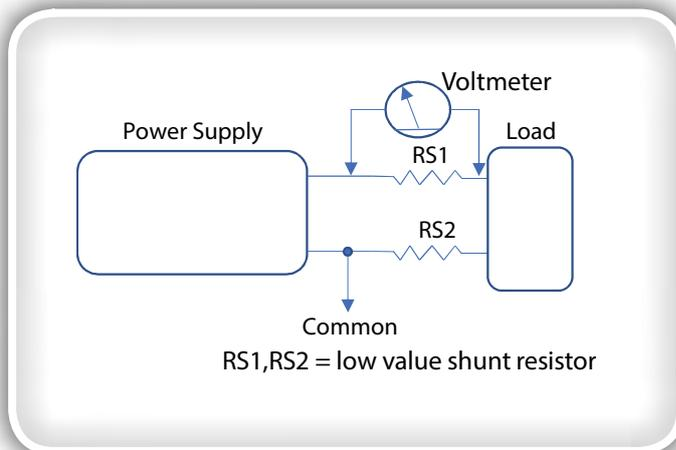 Voltmeter
Power Supply
Load
RS1
RS2
Common
RS1,RS2 = low value shunt resistor